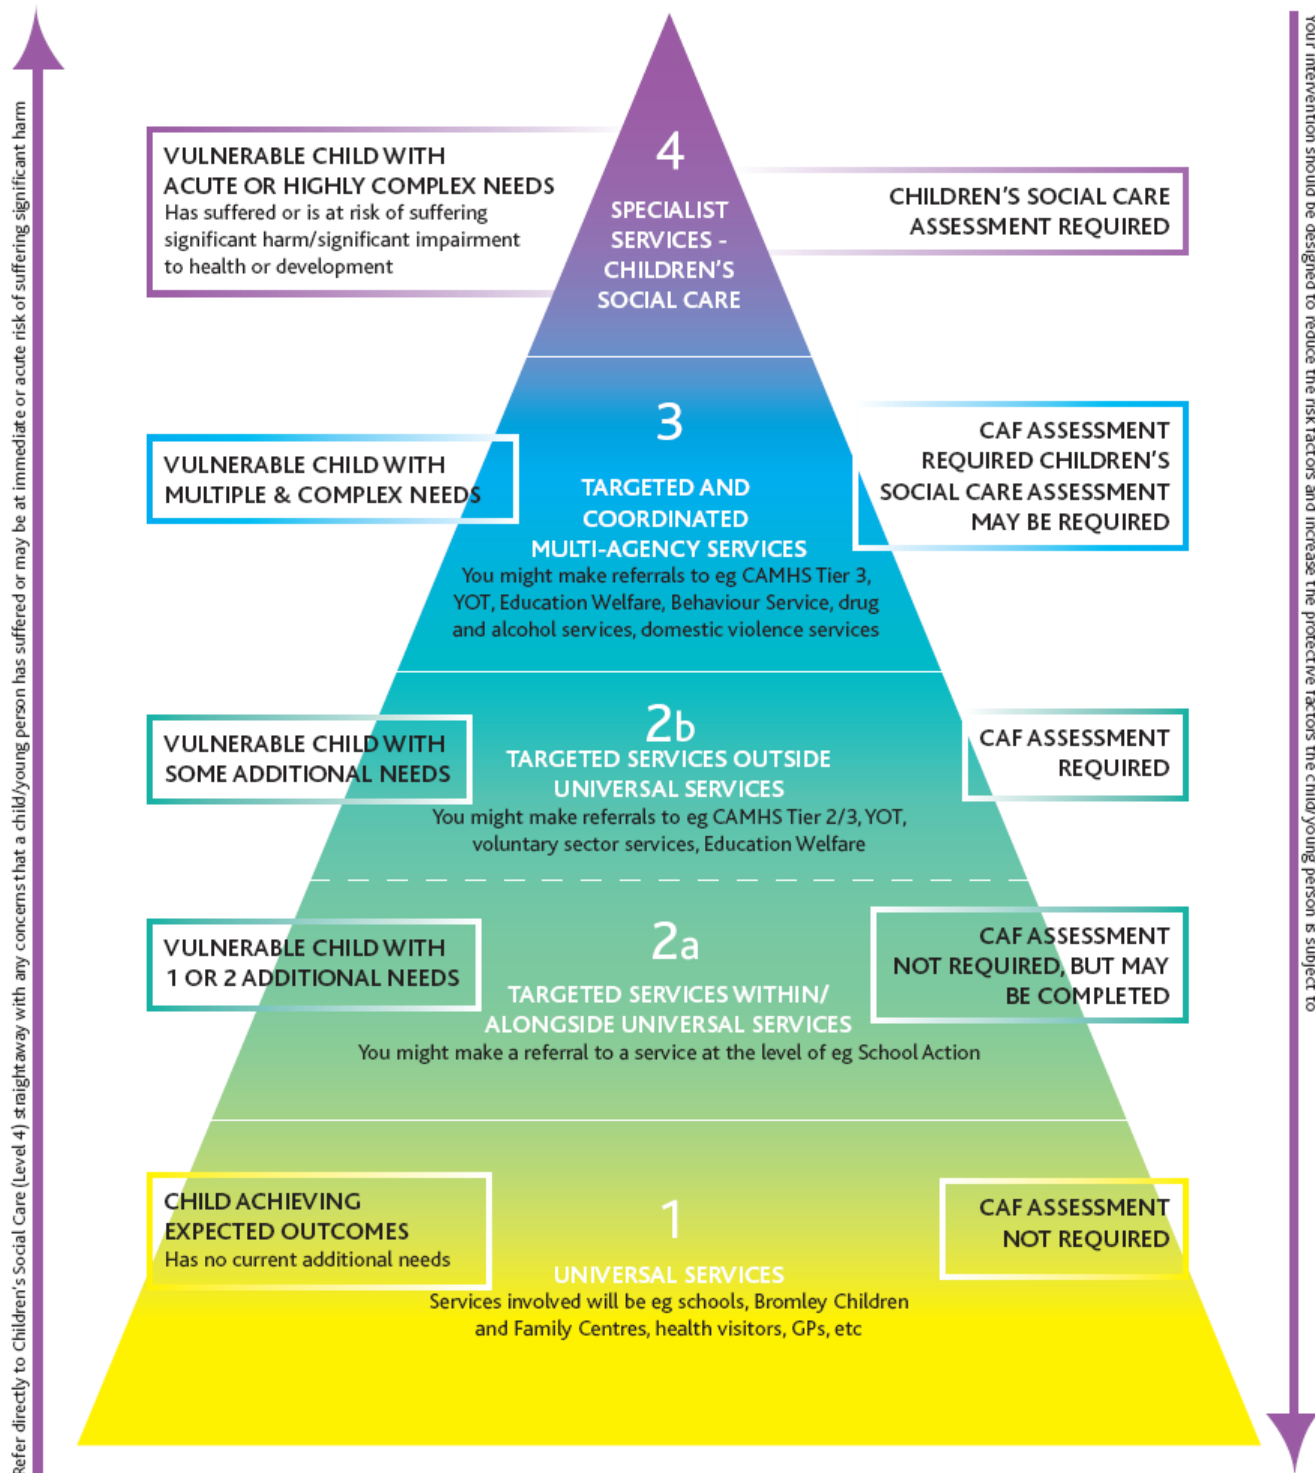 Refer directly to Children's Social Care (Level 4) straight away with any concerns that a child/young person has suffered or may be at immediate or acute risk of suffering significant harm
VULNERABLE CHILD WITH
ACUTE OR HIGHLY COMPLEX NEEDS
Has suffered or is at risk of suffering
significant harm/significant impairment
to health or development
4
SPECIALIST
SERVICES -
CHILDREN'S
SOCIAL CARE
CHILDREN'S SOCIAL CARE
ASSESSMENT REQUIRED
VULNERABLE CHILD WITH
MULTIPLE & COMPLEX NEEDS
3
TARGETED AND
COORDINATED
MULTI-AGENCY SERVICES
You might make referrals to eg CAMHS Tier 3,
YOT, Education Welfare, Behaviour Service, drug
and alcohol services, domestic violence services
CAF ASSESSMENT
REQUIRED CHILDREN'S
SOCIAL CARE ASSESSMENT
MAY BE REQUIRED
VULNERABLE CHILD WITH
SOME ADDITIONAL NEEDS
2b
TARGETED SERVICES OUTSIDE
UNIVERSAL SERVICES
You might make referrals to eg CAMHS Tier 2/3, YOT,
voluntary sector services, Education Welfare
CAF ASSESSMENT
REQUIRED
VULNERABLE CHILD WITH
1 OR 2 ADDITIONAL NEEDS
2a
TARGETED SERVICES WITHIN/
ALONGSIDE UNIVERSAL SERVICES
You might make a referral to a service at the level of eg School Action
CAF ASSESSMENT
NOT REQUIRED, BUT MAY
BE COMPLETED
CHILD ACHIEVING
EXPECTED OUTCOMES
Has no current additional needs
1
UNIVERSAL SERVICES
Services involved will be eg schools, Bromley Children
and Family Centres, health visitors, GPs, etc
CAF ASSESSMENT
NOT REQUIRED
Your intervention should be designed to reduce the risk factors and increase the protective factors the child/young person is subject to